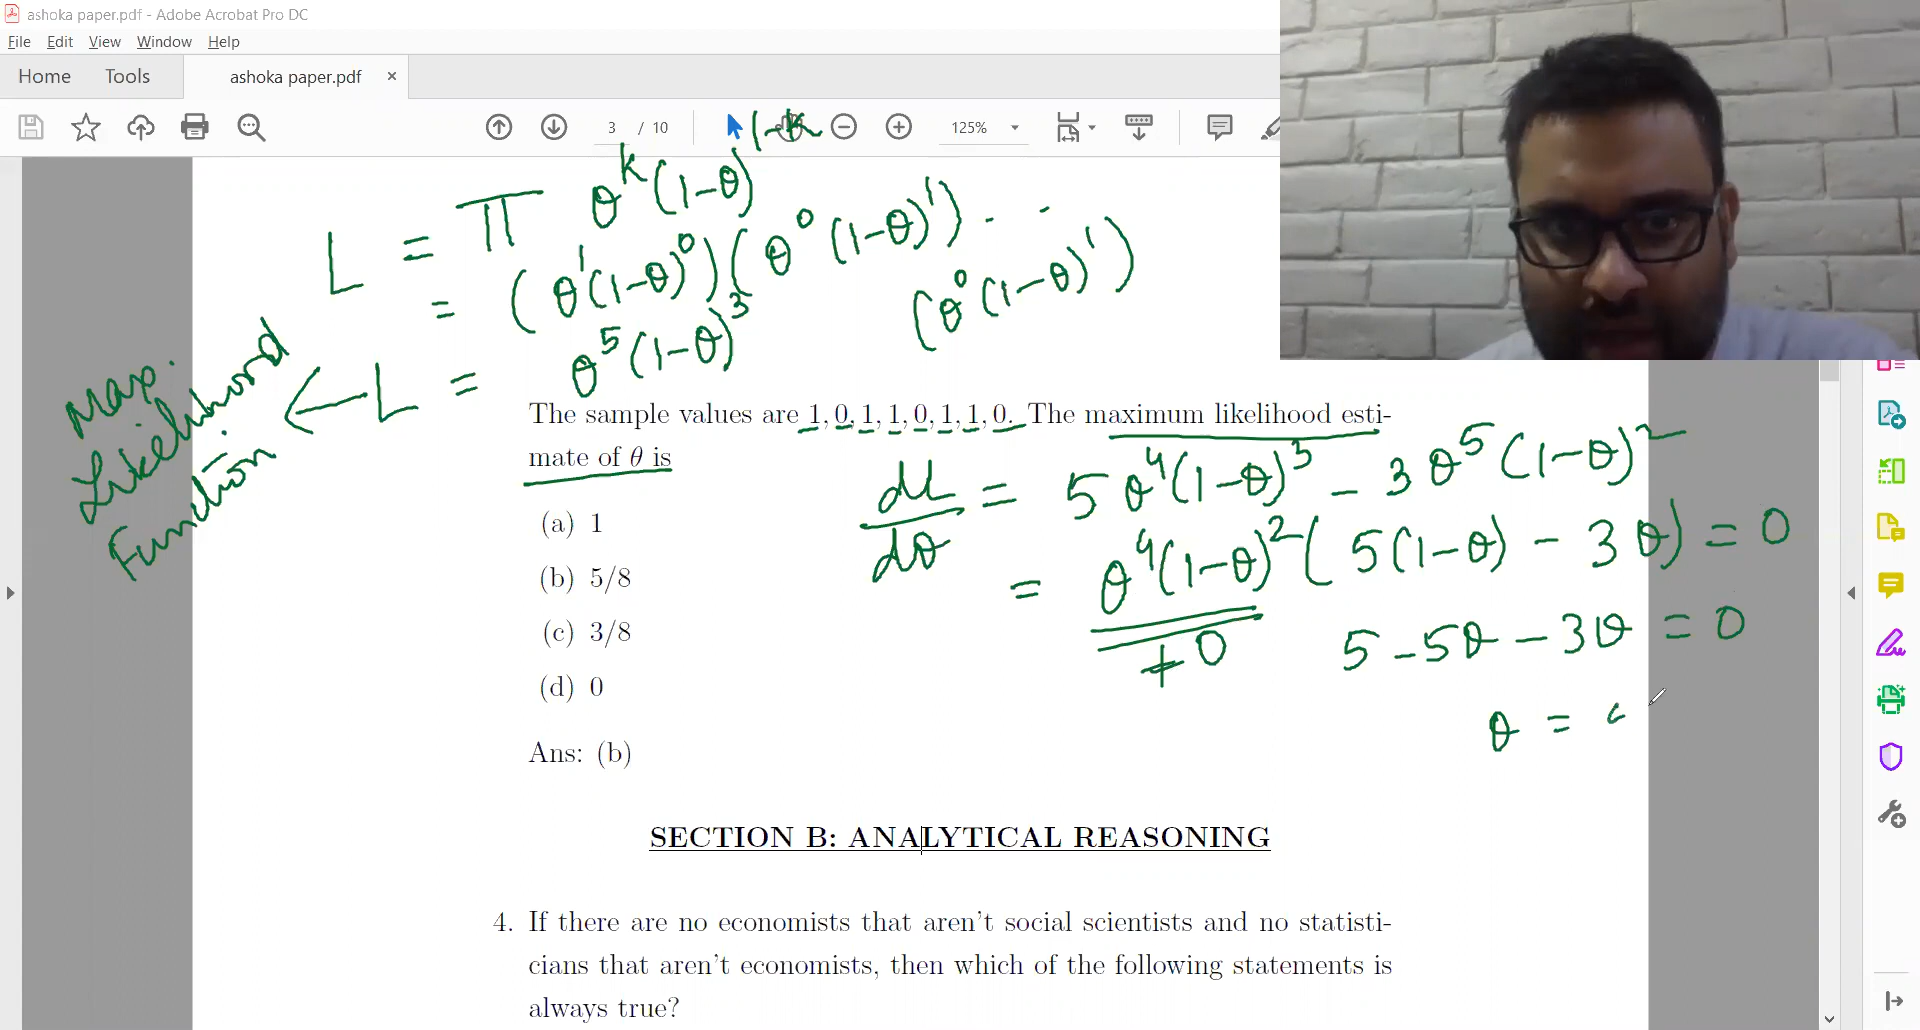 ashoka paper.pdf - Adobe Acrobat Pro DC
File Edit View Window Help
Home Tools ashoka paper.pdf ×
3 / 10 125%
L = Π θ^k (1-θ)^{1-k}
= (θ^1(1-θ)^0)(θ^0(1-θ)^1) - -
(θ^0(1-θ)^1)
L = θ^5(1-θ)^3
Max.
Likelihood
Function
The sample values are 1, 0, 1, 1, 0, 1, 1, 0. The maximum likelihood esti-
mate of θ is
(a) 1
(b) 5/8
(c) 3/8
(d) 0
Ans: (b)
dL/dθ = 5θ^4(1-θ)^3 - 3θ^5(1-θ)^2
= θ^4(1-θ)^2(5(1-θ) - 3θ) = 0
≠ 0
5 - 5θ - 3θ = 0
θ =
SECTION B: ANALYTICAL REASONING
4. If there are no economists that aren't social scientists and no statisti-
cians that aren't economists, then which of the following statements is
always true?